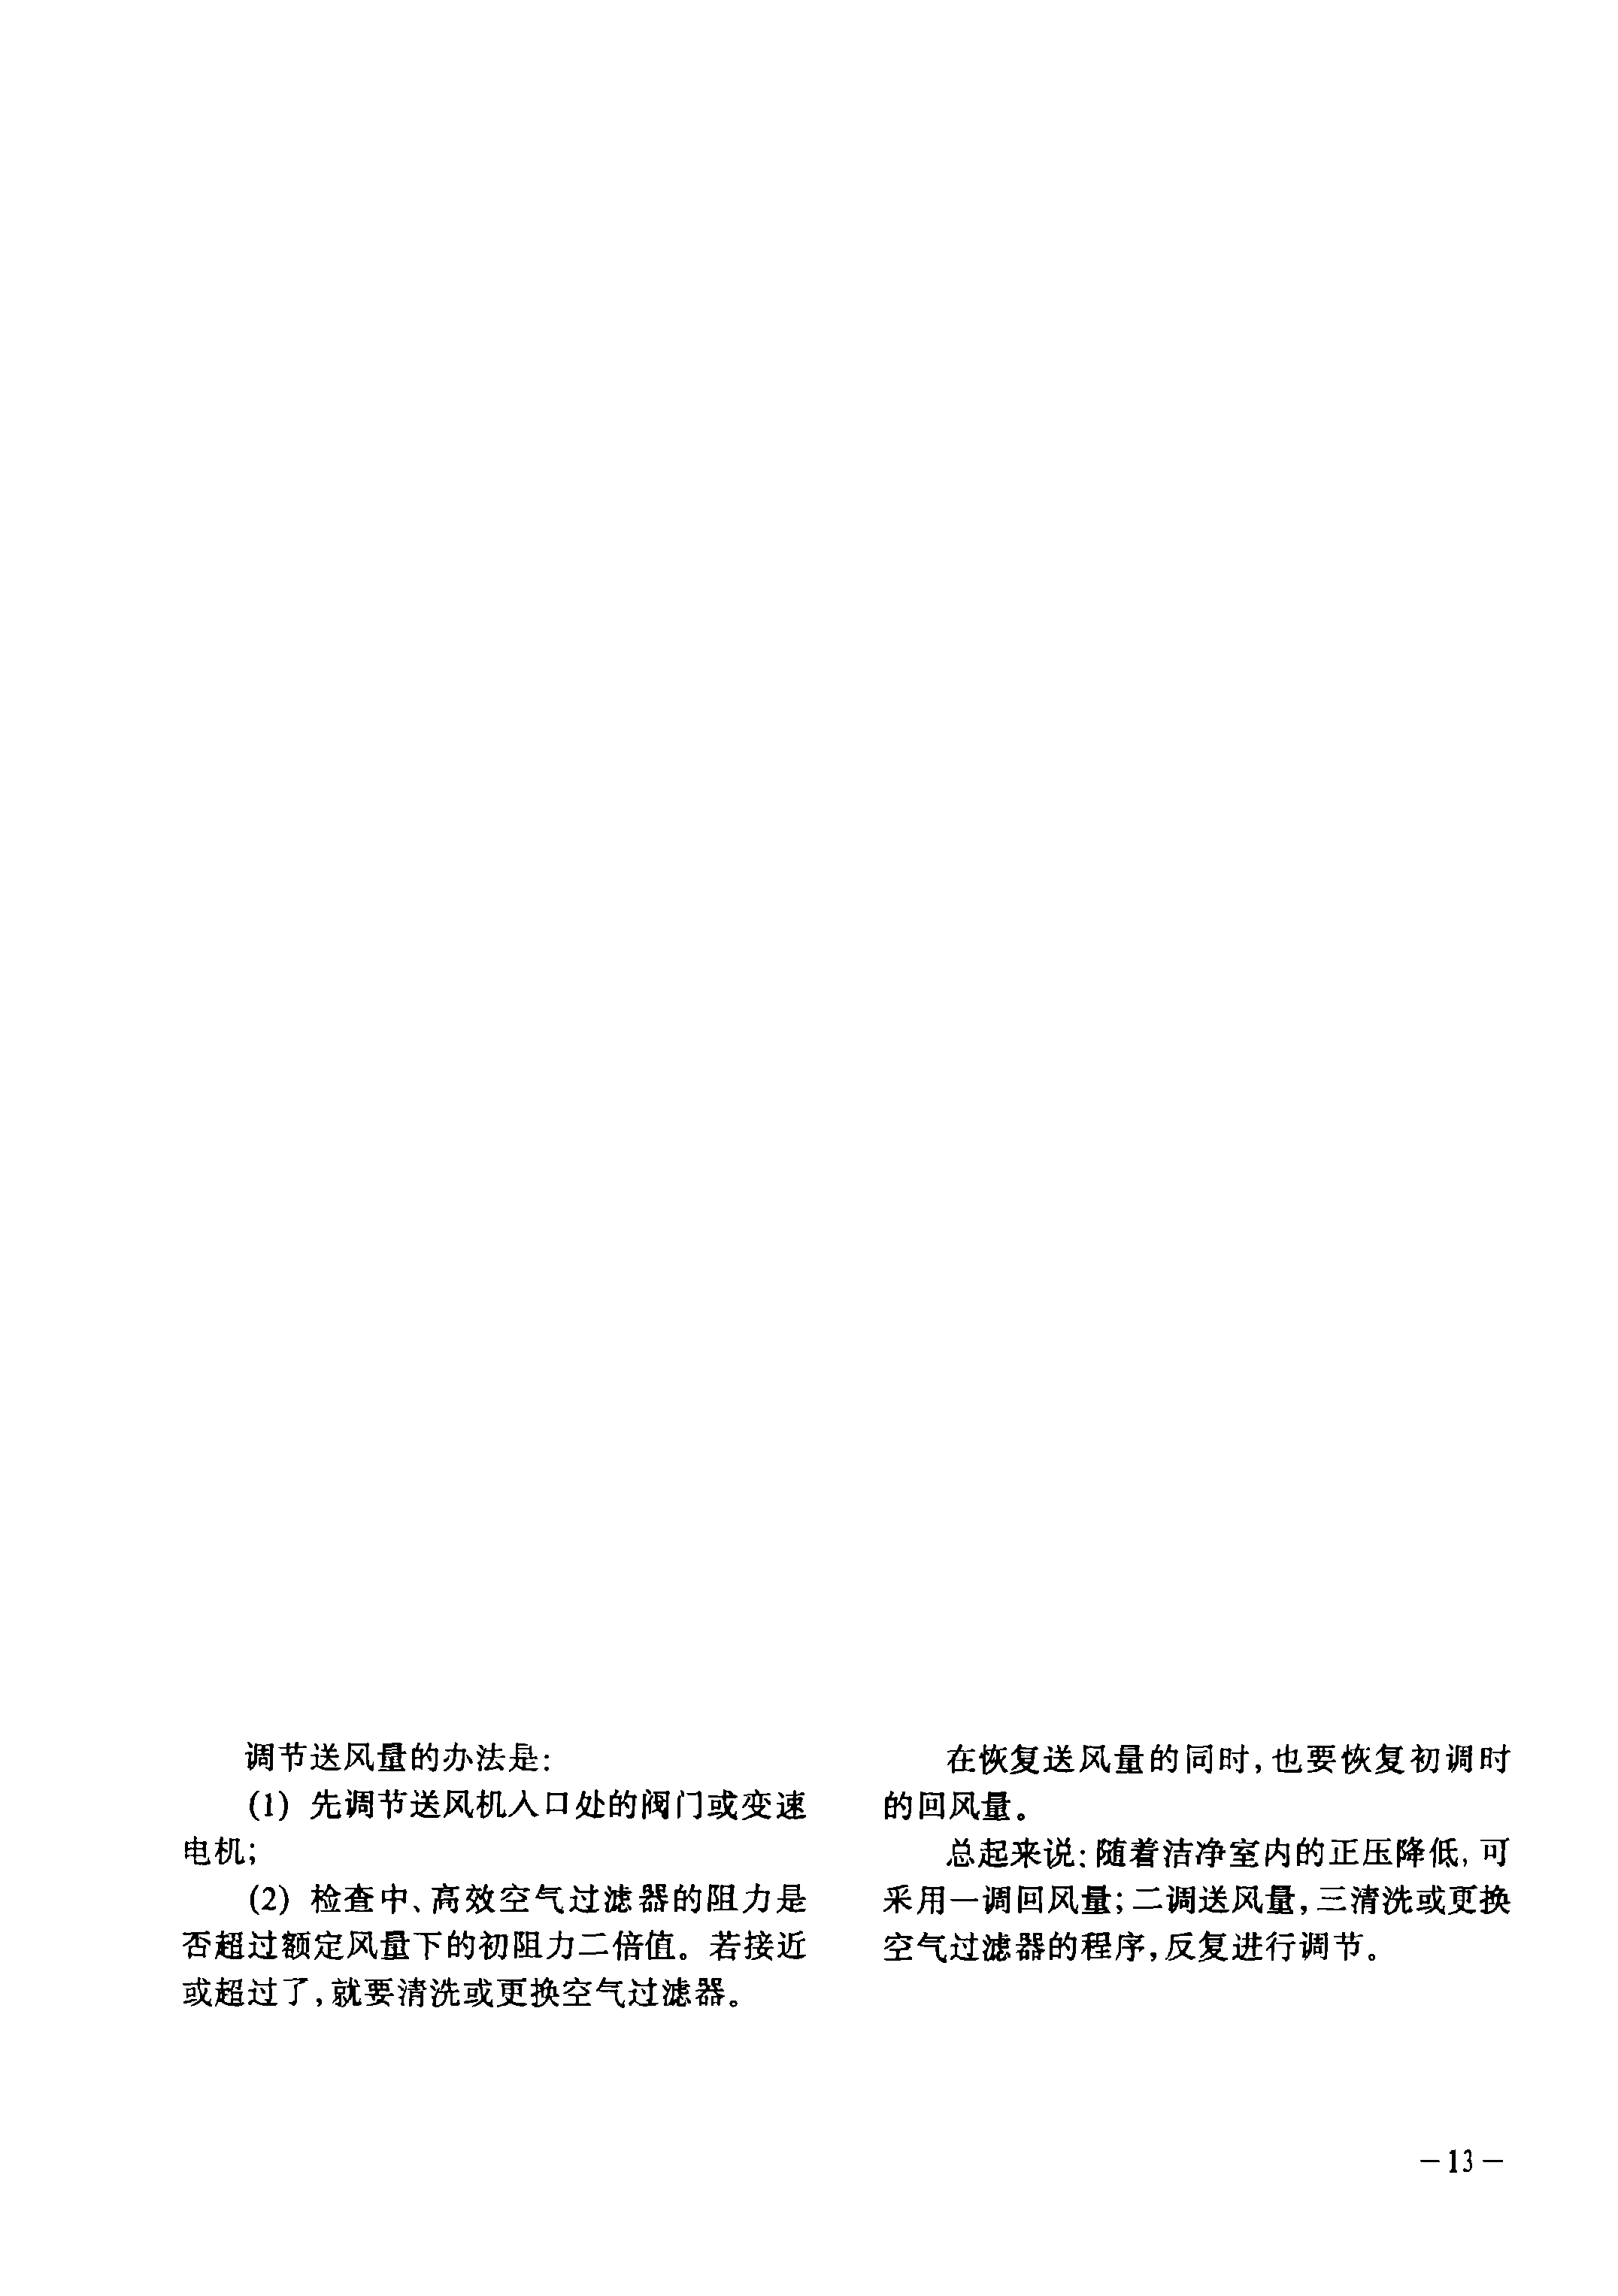 调节送风量的办法是:
(1) 先调节送风机入口处的阀门或变速
电机;
(2) 检查中、高效空气过滤器的阻力是
否超过额定风量下的初阻力二倍值。若接近
或超过了,就要清洗或更换空气过滤器。
在恢复送风量的同时,也要恢复初调时
的回风量。
总起来说:随着洁净室内的正压降低,可
采用一调回风量;二调送风量,三清洗或更换
空气过滤器的程序,反复进行调节。
—13—